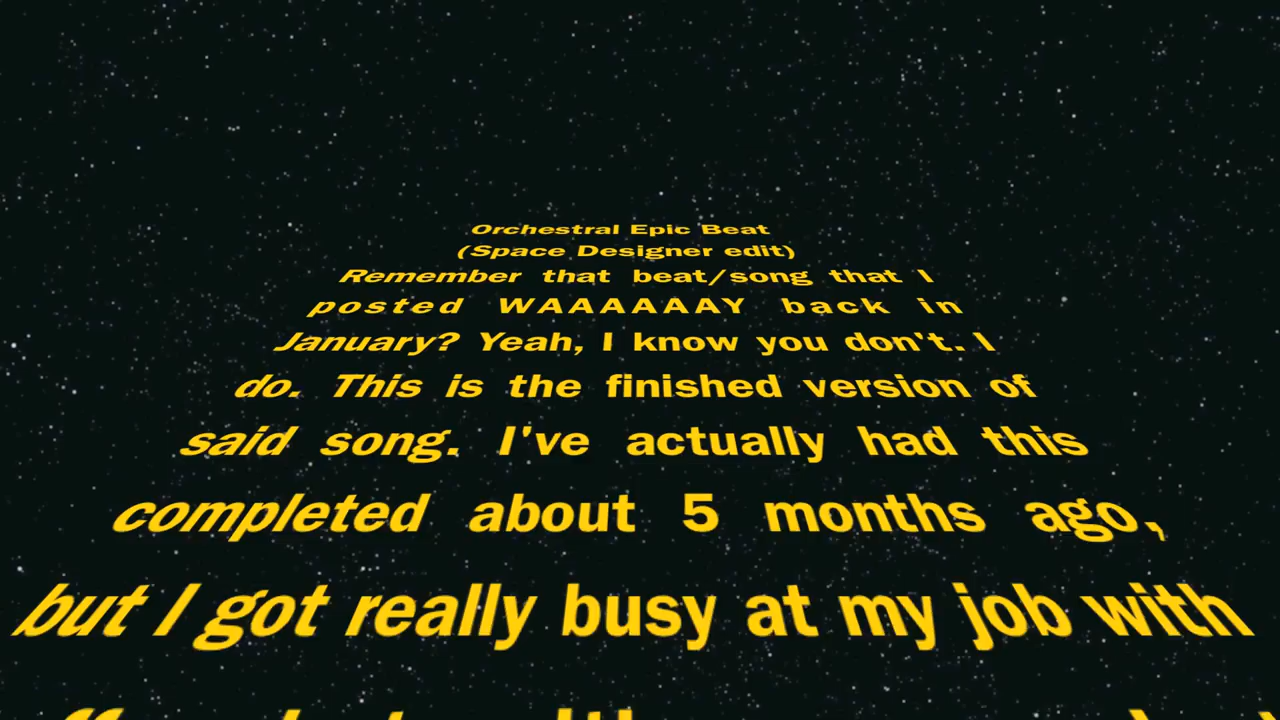 Orchestral Epic Beat
(Space Designer edit)
Remember that beat/song that I
posted WAAAAAAY back in
January? Yeah, I know you don't. I
do. This is the finished version of
said song. I've actually had this
completed about 5 months ago,
but I got really busy at my job with